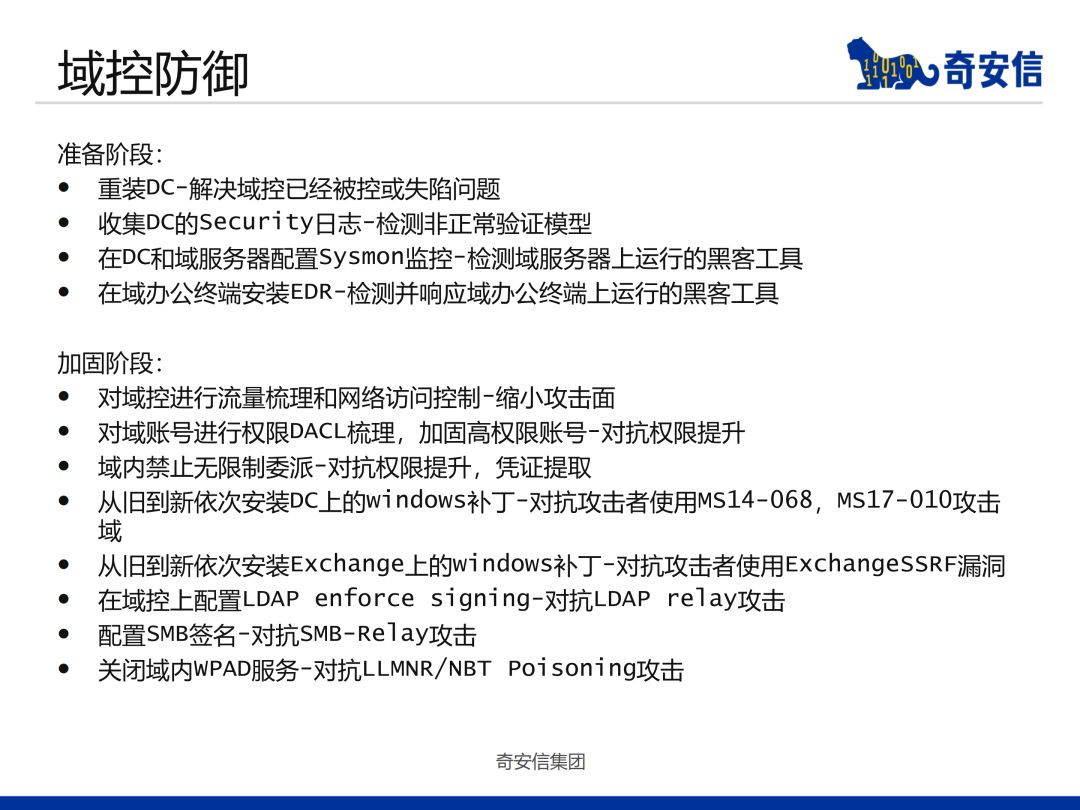 域控防御
奇安信
准备阶段：
● 重装DC-解决域控已经被控或失陷问题
● 收集DC的Security日志-检测非正常验证模型
● 在DC和域服务器配置Sysmon监控-检测域服务器上运行的黑客工具
● 在域办公终端安装EDR-检测并响应域办公终端上运行的黑客工具
加固阶段：
● 对域控进行流量梳理和网络访问控制-缩小攻击面
● 对域账号进行权限DACL梳理，加固高权限账号-对抗权限提升
● 域内禁止无限制委派-对抗权限提升，凭证提取
● 从旧到新依次安装DC上的windows补丁-对抗攻击者使用MS14-068，MS17-010攻击
域
● 从旧到新依次安装Exchange上的windows补丁-对抗攻击者使用ExchangeSSRF漏洞
● 在域控上配置LDAP enforce signing-对抗LDAP relay攻击
● 配置SMB签名-对抗SMB-Relay攻击
● 关闭域内WPAD服务-对抗LLMNR/NBT Poisoning攻击
奇安信集团